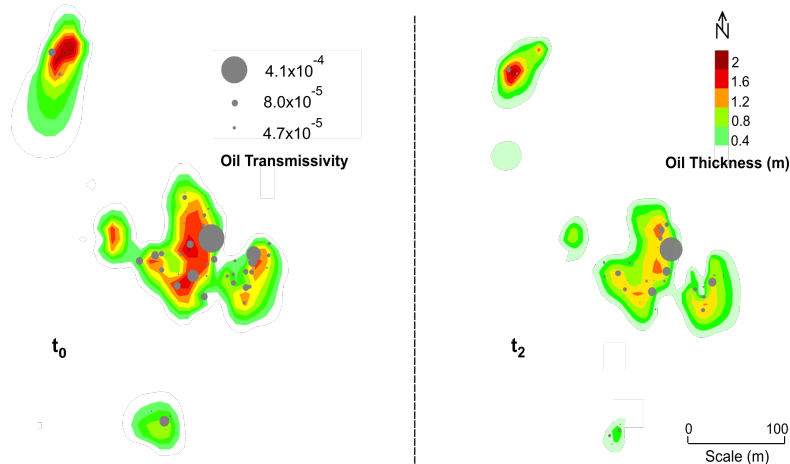 4.1x10-4
8.0x10-5
4.7x10-5
Oil Transmissivity
t0
N
2
1.6
1.2
0.8
0.4
Oil Thickness (m)
t2
0 100
Scale (m)